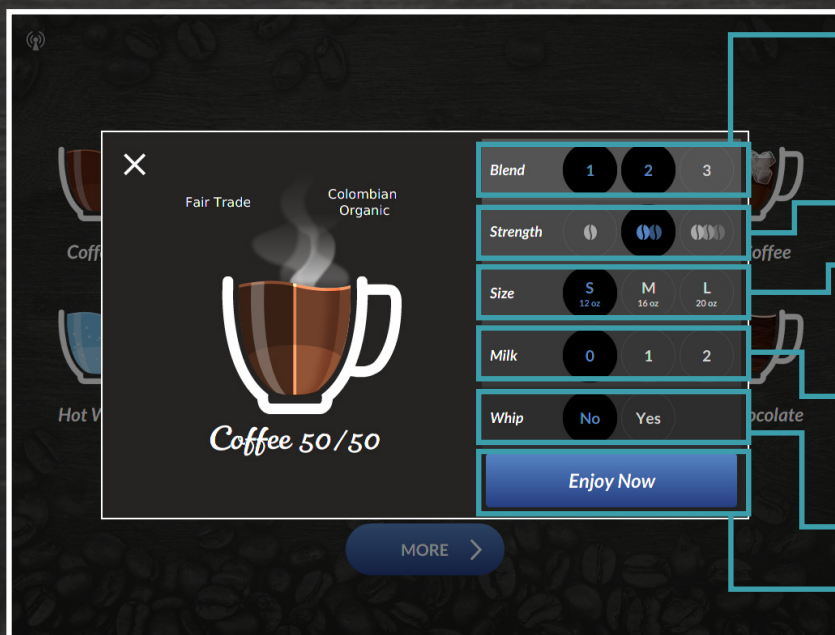 Fair Trade
Colombian
Organic
Coffee 50/50
Blend 1 2 3
Strength
Size S M L
12 oz 16 oz 20 oz
Milk 0 1 2
Whip No Yes
Enjoy Now
MORE